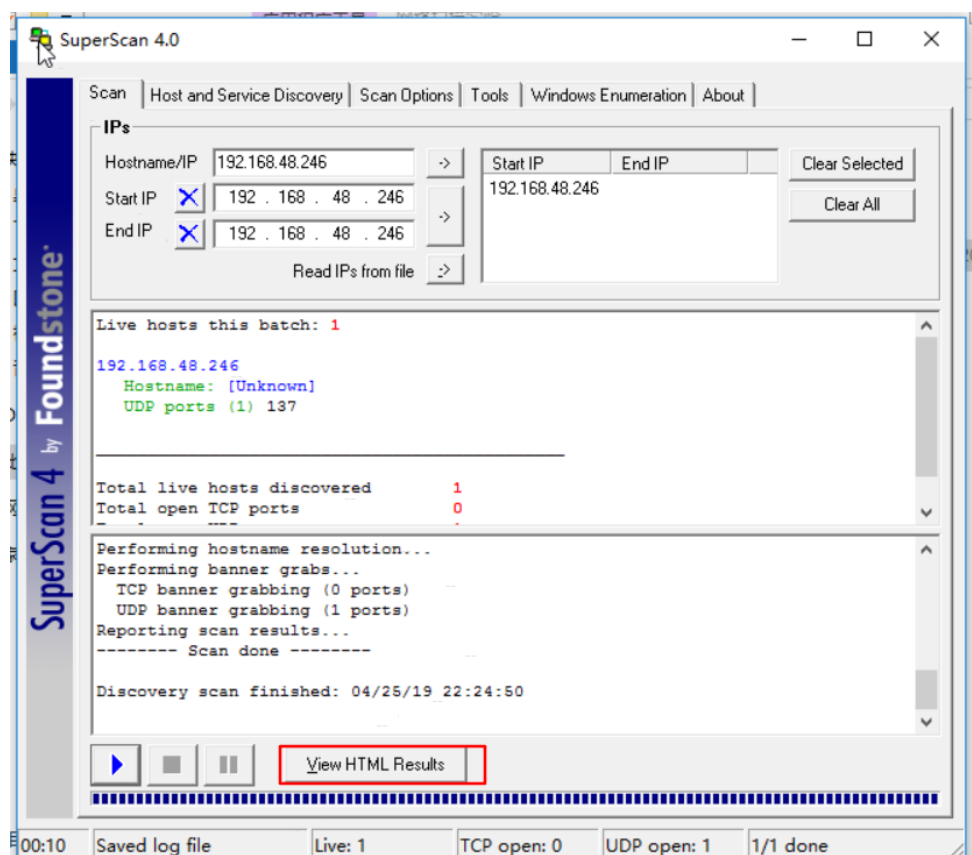 SuperScan 4.0
Scan Host and Service Discovery Scan Options Tools Windows Enumeration About
IPs
Hostname/IP 192.168.48.246 -> Start IP End IP Clear Selected
Start IP 192 . 168 . 48 . 246 192.168.48.246 Clear All
End IP 192 . 168 . 48 . 246 ->
Read IPs from file ->
SuperScan 4 by Foundstone
Live hosts this batch: 1
192.168.48.246
Hostname: [Unknown]
UDP ports (1) 137
Total live hosts discovered 1
Total open TCP ports 0
Performing hostname resolution...
Performing banner grabs...
TCP banner grabbing (0 ports)
UDP banner grabbing (1 ports)
Reporting scan results...
-------- Scan done --------
Discovery scan finished: 04/25/19 22:24:50
View HTML Results
00:10 Saved log file Live: 1 TCP open: 0 UDP open: 1 1/1 done